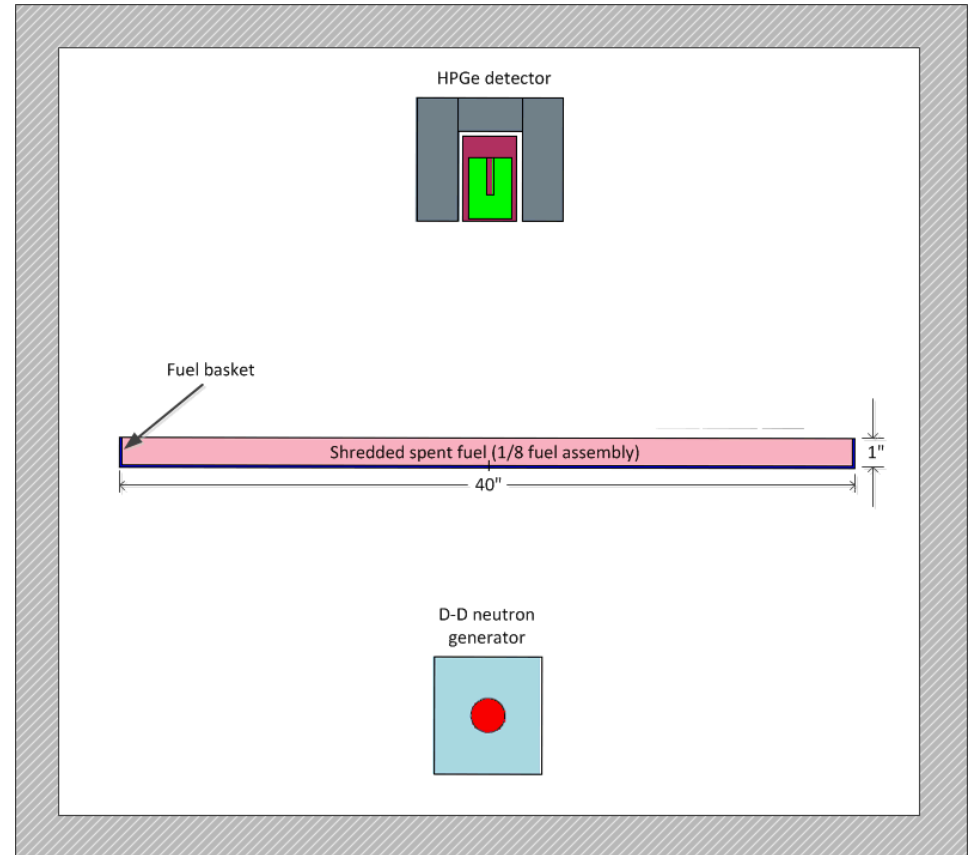 HPGe detector
Fuel basket
Shredded spent fuel (1/8 fuel assembly)
1"
40"
D-D neutron
generator